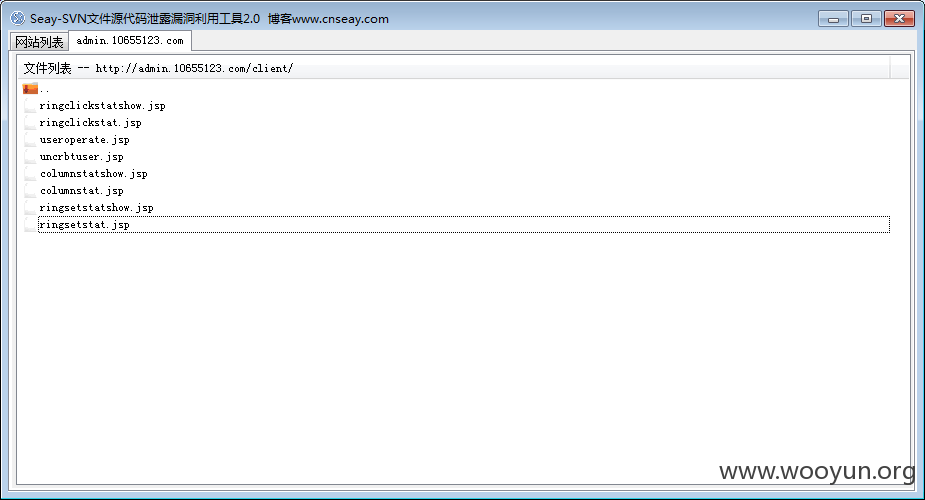 Seay-SVN文件源代码泄露漏洞利用工具2.0 博客www.cnseay.com
网站列表 admin.10655123.com
文件列表 -- http://admin.10655123.com/client/
..
ringclickstatshow.jsp
ringclickstat.jsp
useroperate.jsp
uncrbtuser.jsp
columnstatshow.jsp
columnstat.jsp
ringsetstatshow.jsp
ringsetstat.jsp
www.wooyun.org